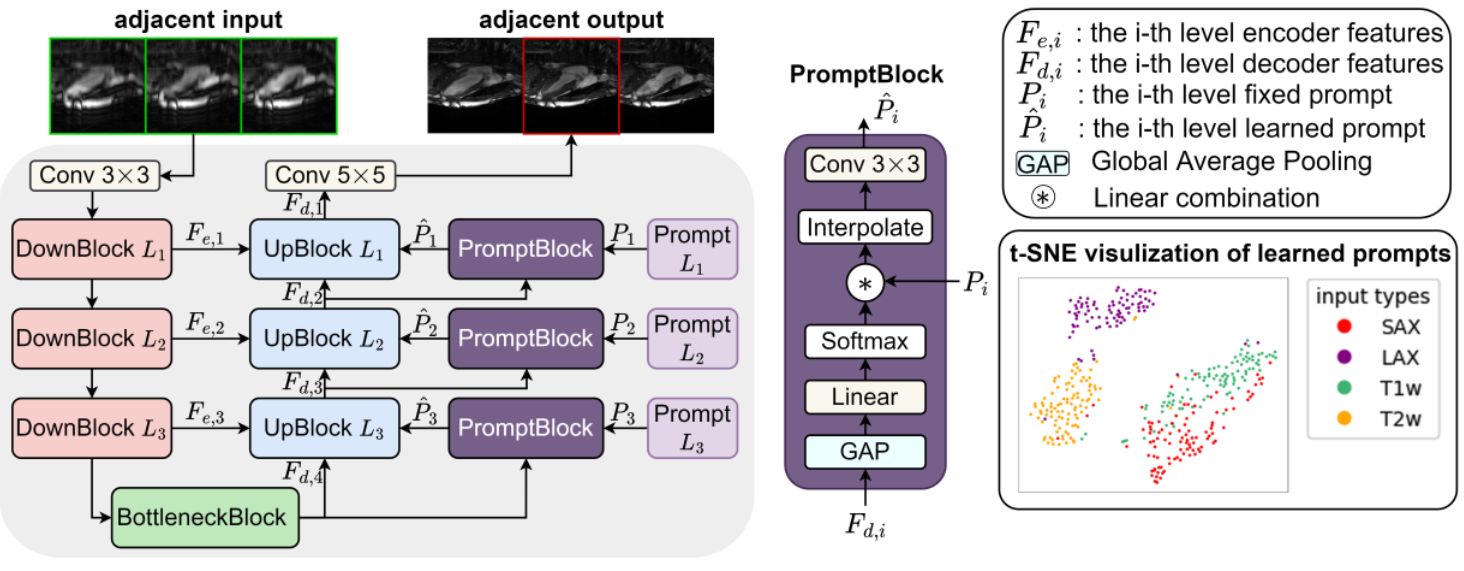 adjacent input
adjacent output
Conv 3×3
Conv 5×5
F_{d,1}
DownBlock L_1
F_{e,1}
UpBlock L_1
\hat{P}_1
PromptBlock
P_1
Prompt
L_1
F_{d,2}
DownBlock L_2
F_{e,2}
UpBlock L_2
\hat{P}_2
PromptBlock
P_2
Prompt
L_2
F_{d,3}
DownBlock L_3
F_{e,3}
UpBlock L_3
\hat{P}_3
PromptBlock
P_3
Prompt
L_3
F_{d,4}
BottleneckBlock
PromptBlock
\hat{P}_i
Conv 3×3
Interpolate
*
P_i
Softmax
Linear
GAP
F_{d,i}
F_{e,i} : the i-th level encoder features
F_{d,i} : the i-th level decoder features
P_i : the i-th level fixed prompt
\hat{P}_i : the i-th level learned prompt
GAP Global Average Pooling
* Linear combination
t-SNE visulization of learned prompts
input types
SAX
LAX
T1w
T2w